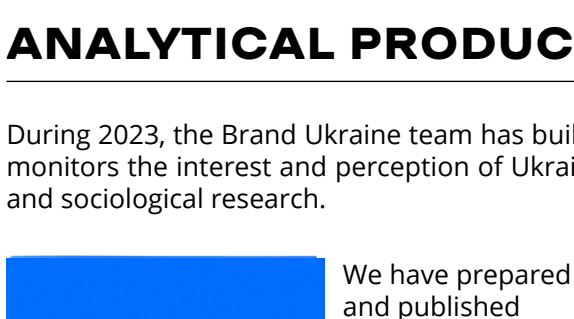 ANALYTICAL PRODUC
During 2023, the Brand Ukraine team has buil
monitors the interest and perception of Ukrai
and sociological research.
We have prepared
and published